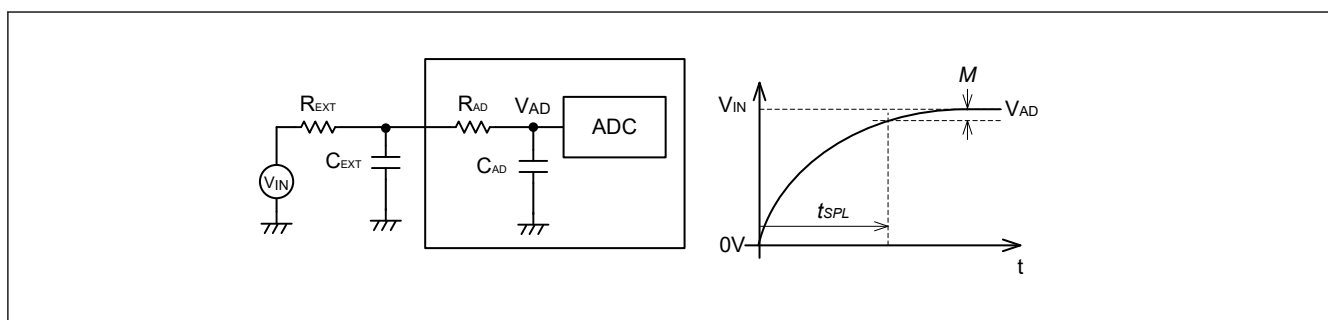 REXT
CEXT
VIN
RAD
VAD
CAD
ADC
M
VIN
VAD
tSPL
0V
t